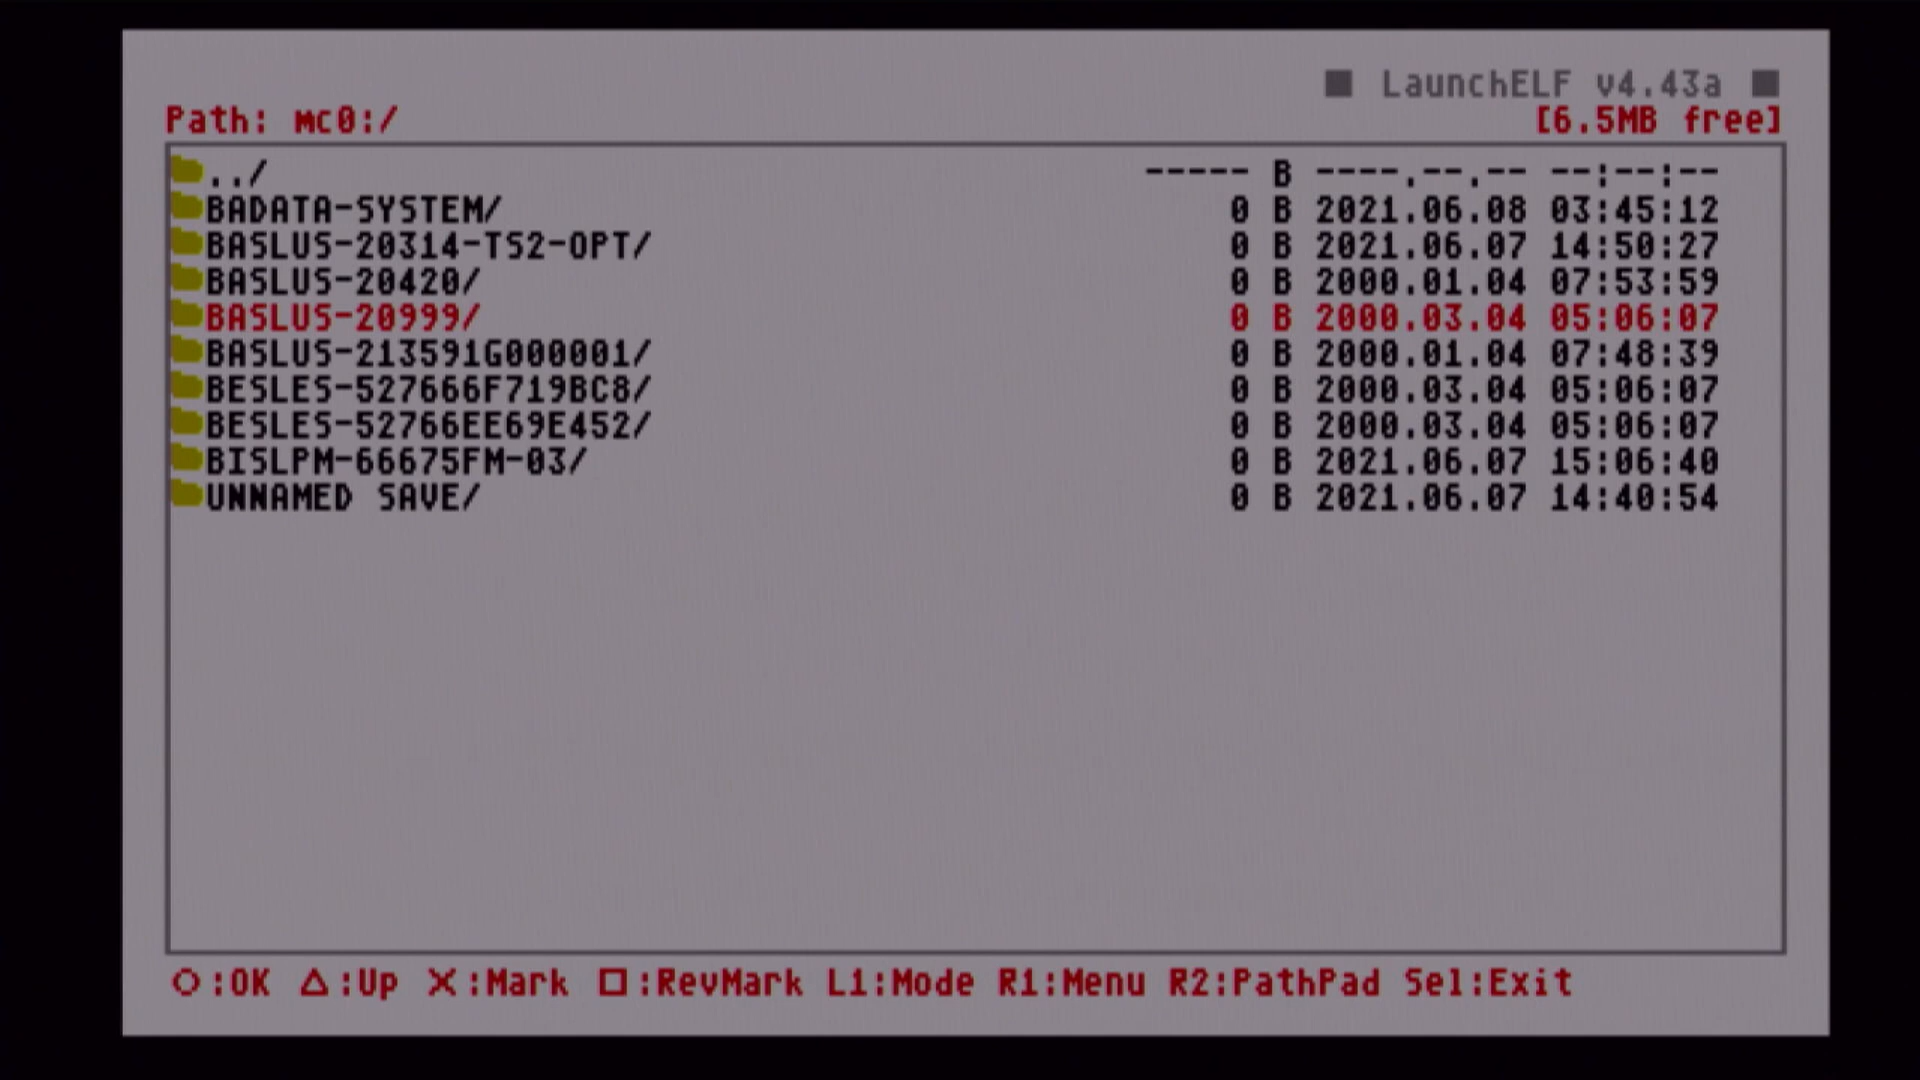 ■ LaunchELF v4.43a ■
Path: mc0:/ [6.5MB free]
../ ----- B ----.--.-- --:--:--
BADATA-SYSTEM/ 0 B 2021.06.08 03:45:12
BASLUS-20314-TS2-OPT/ 0 B 2021.06.07 14:50:27
BASLUS-20420/ 0 B 2000.01.04 07:53:59
BASLUS-20999/ 0 B 2000.03.04 05:06:07
BASLUS-213591G000001/ 0 B 2000.01.04 07:48:39
BESLES-527666F719BC8/ 0 B 2000.03.04 05:06:07
BESLES-52766EE69E452/ 0 B 2000.03.04 05:06:07
BISLPM-66675FM-03/ 0 B 2021.06.07 15:06:40
UNNAMED SAVE/ 0 B 2021.06.07 14:40:54
○:OK △:Up X:Mark □:RevMark L1:Mode R1:Menu R2:PathPad Sel:Exit